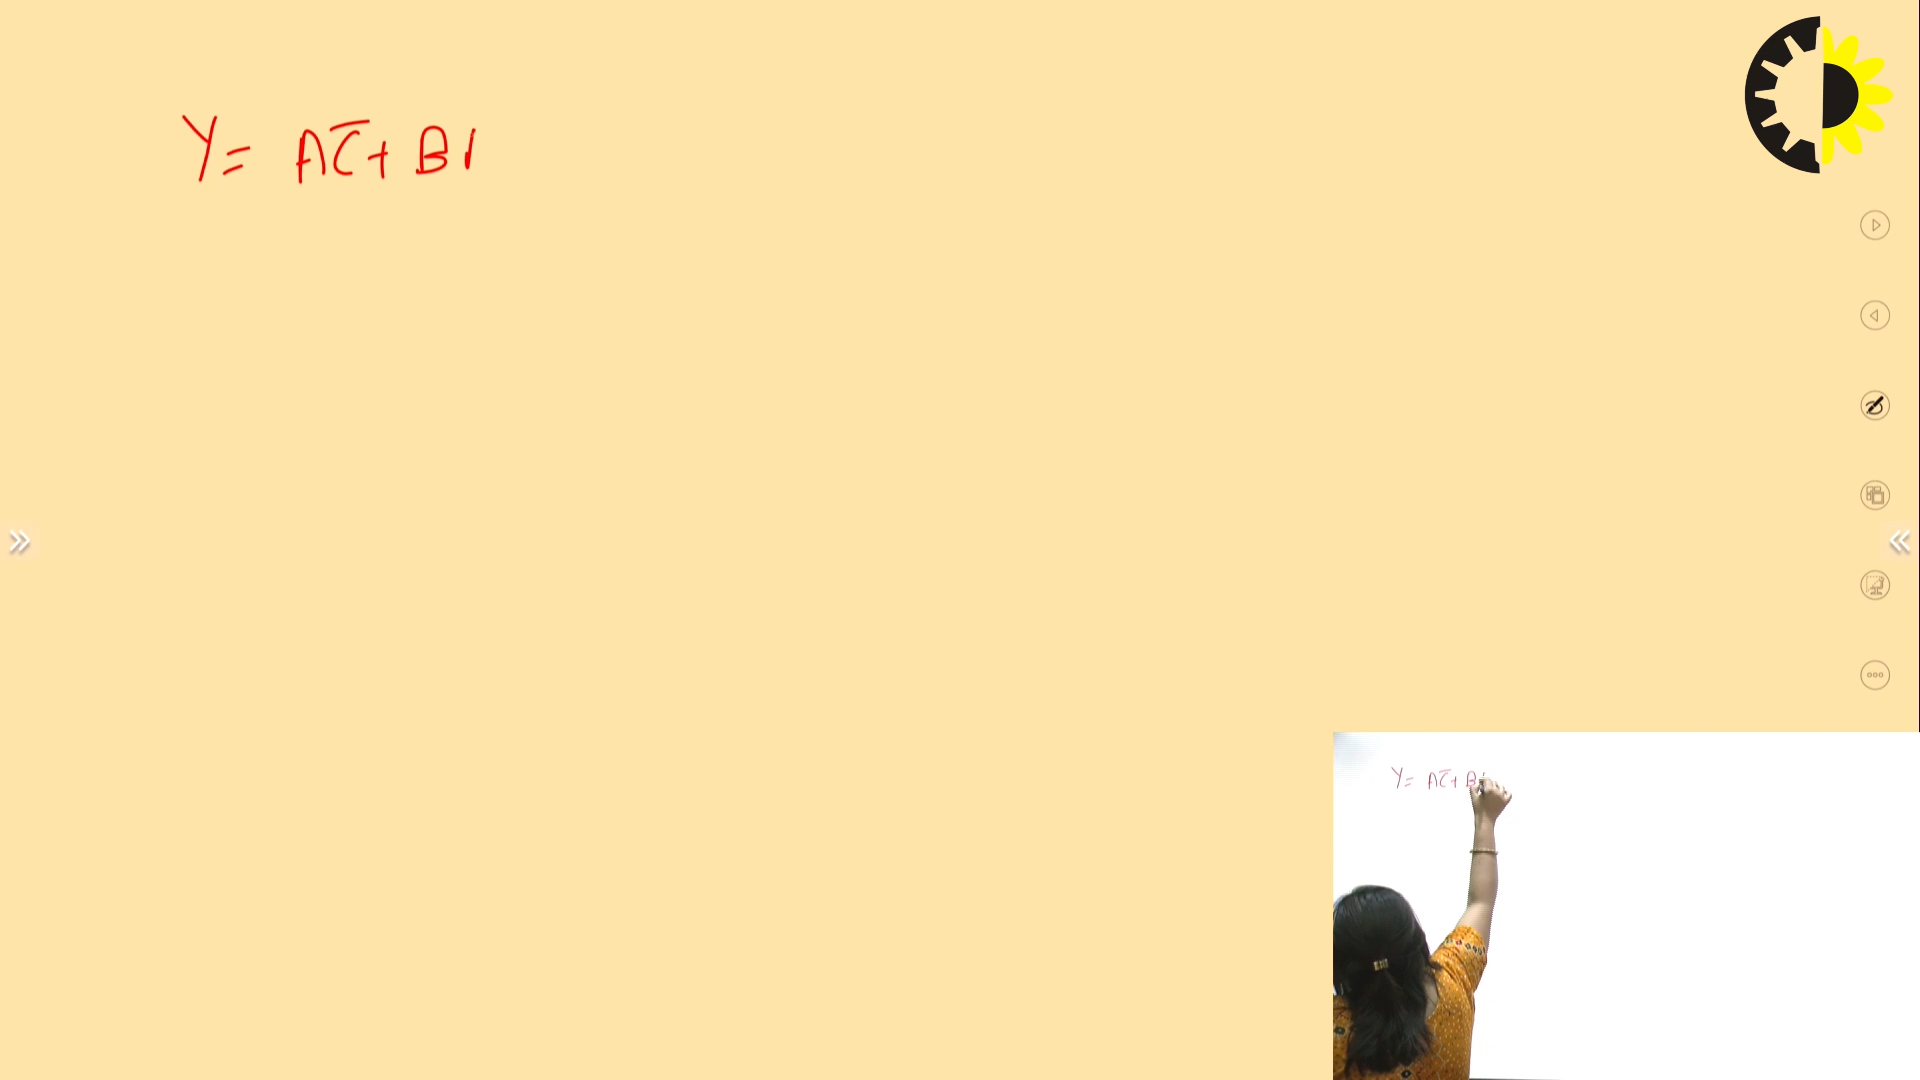 Y = AC̅ + B